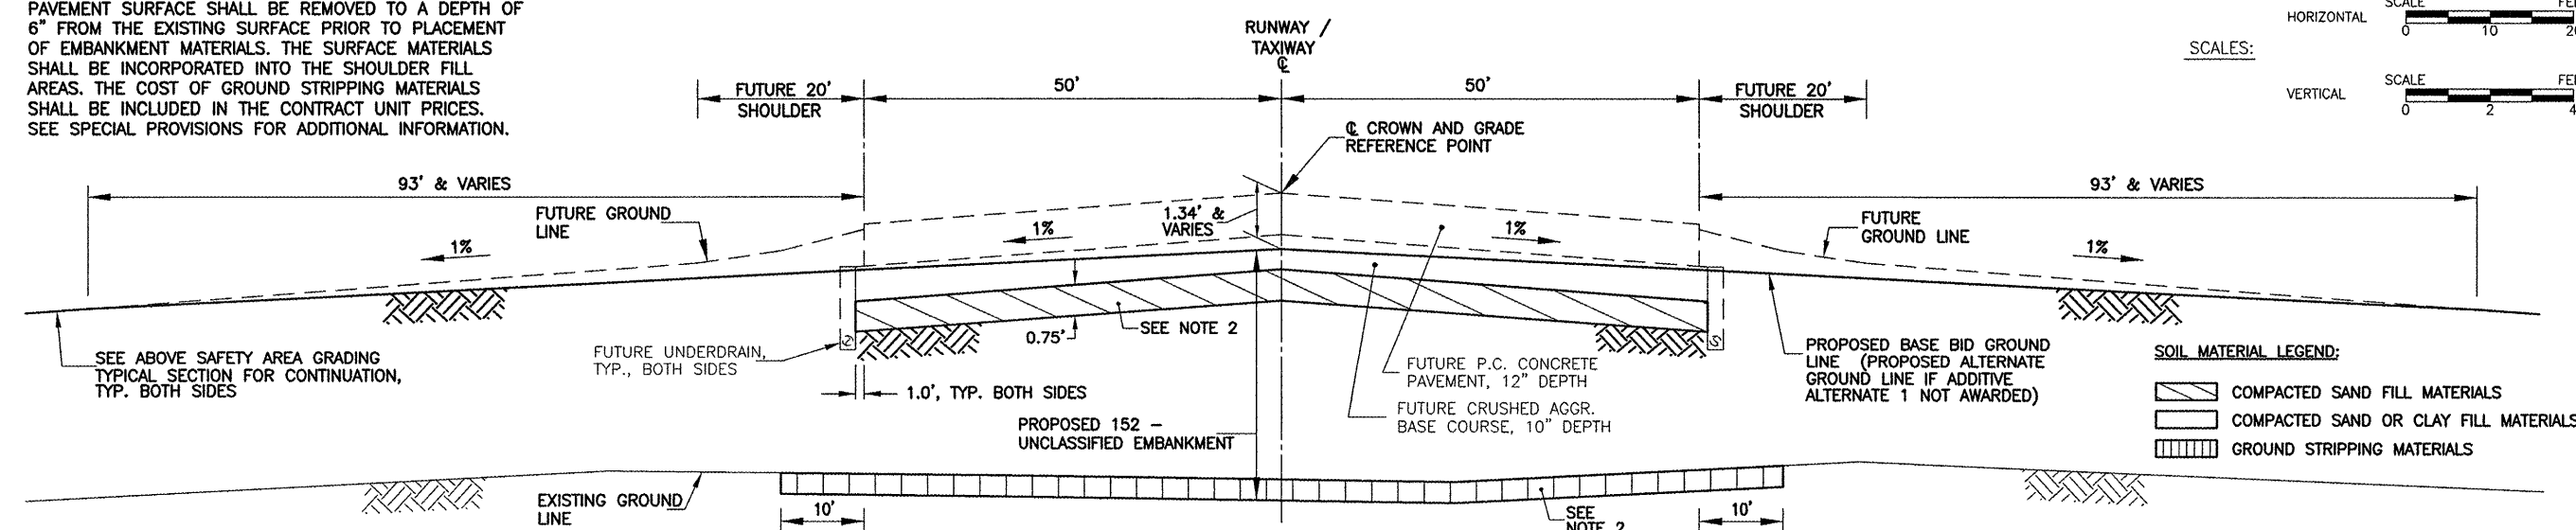 PAVEMENT SURFACE SHALL BE REMOVED TO A DEPTH OF
6" FROM THE EXISTING SURFACE PRIOR TO PLACEMENT
OF EMBANKMENT MATERIALS. THE SURFACE MATERIALS
SHALL BE INCORPORATED INTO THE SHOULDER FILL
AREAS. THE COST OF GROUND STRIPPING MATERIALS
SHALL BE INCLUDED IN THE CONTRACT UNIT PRICES.
SEE SPECIAL PROVISIONS FOR ADDITIONAL INFORMATION.
RUNWAY /
TAXIWAY
℄
SCALES:
HORIZONTAL
SCALE
0 10
VERTICAL
SCALE
0 2
FUTURE 20'
SHOULDER
50'
50'
FUTURE 20'
SHOULDER
℄ CROWN AND GRADE
REFERENCE POINT
93' & VARIES
93' & VARIES
FUTURE GROUND
LINE
1.34' &
VARIES
FUTURE
GROUND LINE
1%
1%
1%
1%
SEE NOTE 2
0.75'
SEE ABOVE SAFETY AREA GRADING
TYPICAL SECTION FOR CONTINUATION,
TYP. BOTH SIDES
FUTURE UNDERDRAIN,
TYP., BOTH SIDES
1.0', TYP. BOTH SIDES
FUTURE P.C. CONCRETE
PAVEMENT, 12" DEPTH
FUTURE CRUSHED AGGR.
BASE COURSE, 10" DEPTH
PROPOSED BASE BID GROUND
LINE (PROPOSED ALTERNATE
GROUND LINE IF ADDITIVE
ALTERNATE 1 NOT AWARDED)
PROPOSED 152 -
UNCLASSIFIED EMBANKMENT
SOIL MATERIAL LEGEND:
COMPACTED SAND FILL MATERIALS
COMPACTED SAND OR CLAY FILL MATERIALS
GROUND STRIPPING MATERIALS
EXISTING GROUND
LINE
10'
SEE
NOTE 2
10'